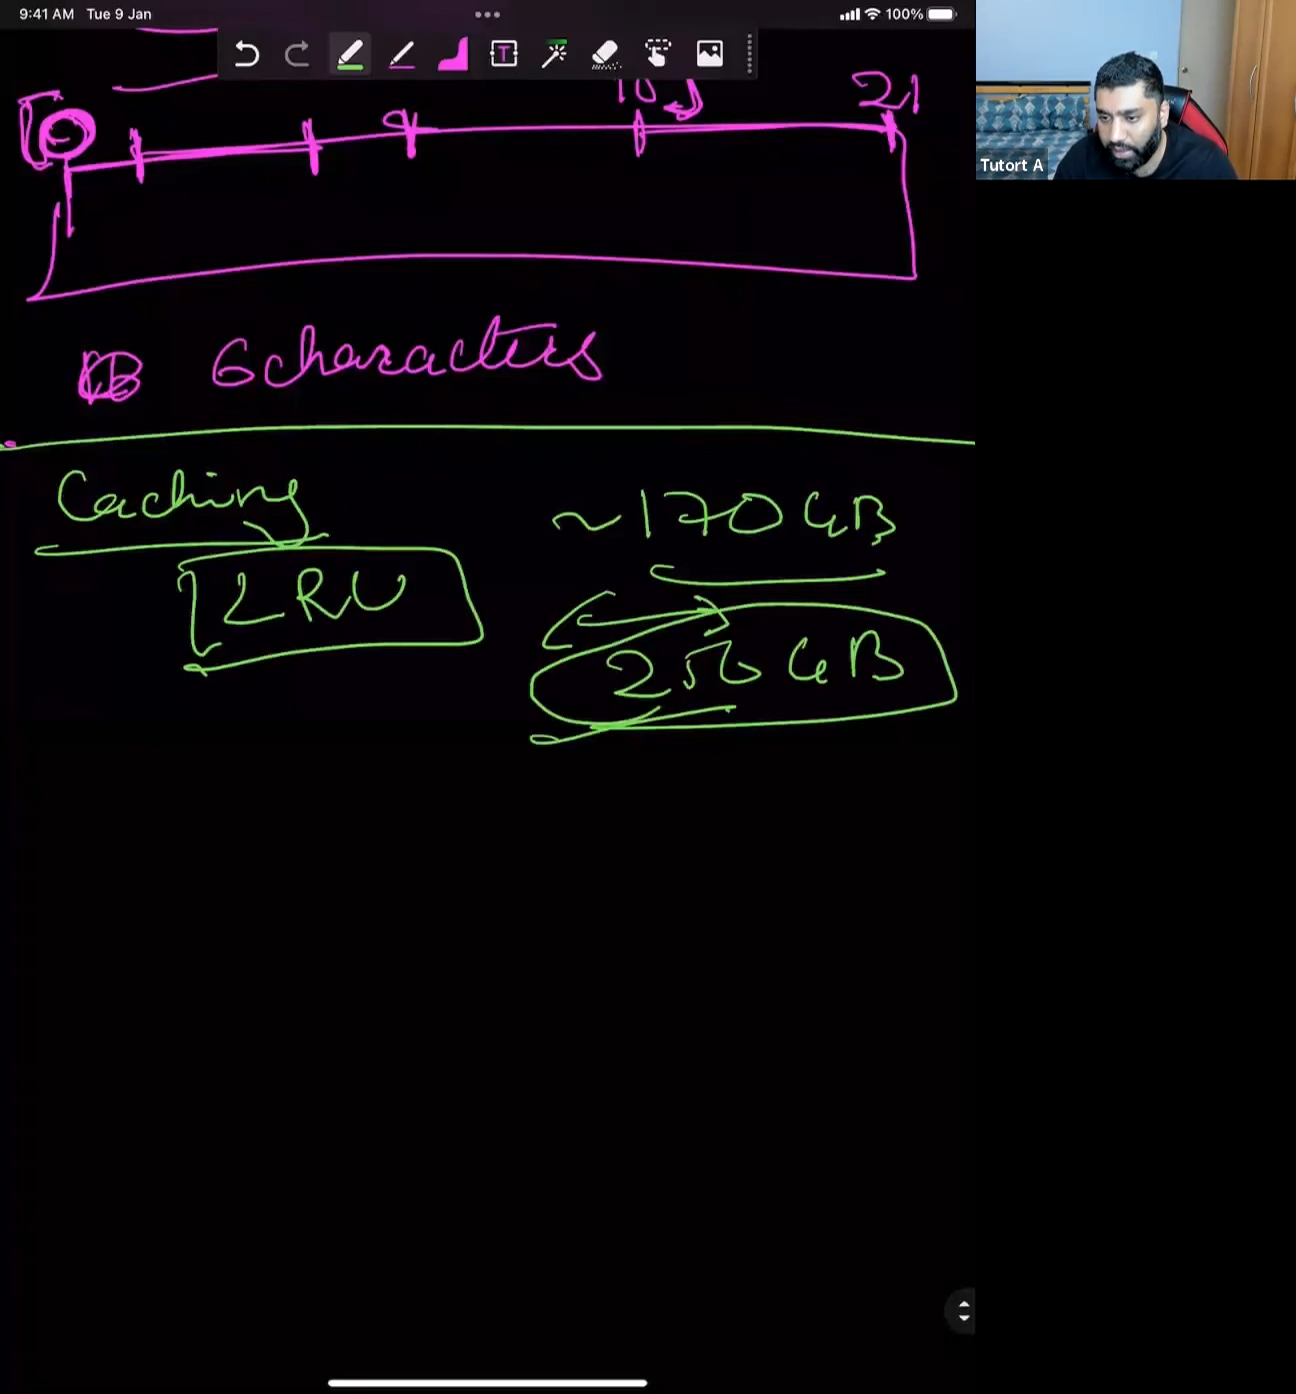 9:41 AM Tue 9 Jan
100%
T
0
9
10
21
Tutort A
6 characters
Caching
~170 GB
LRU
256 GB